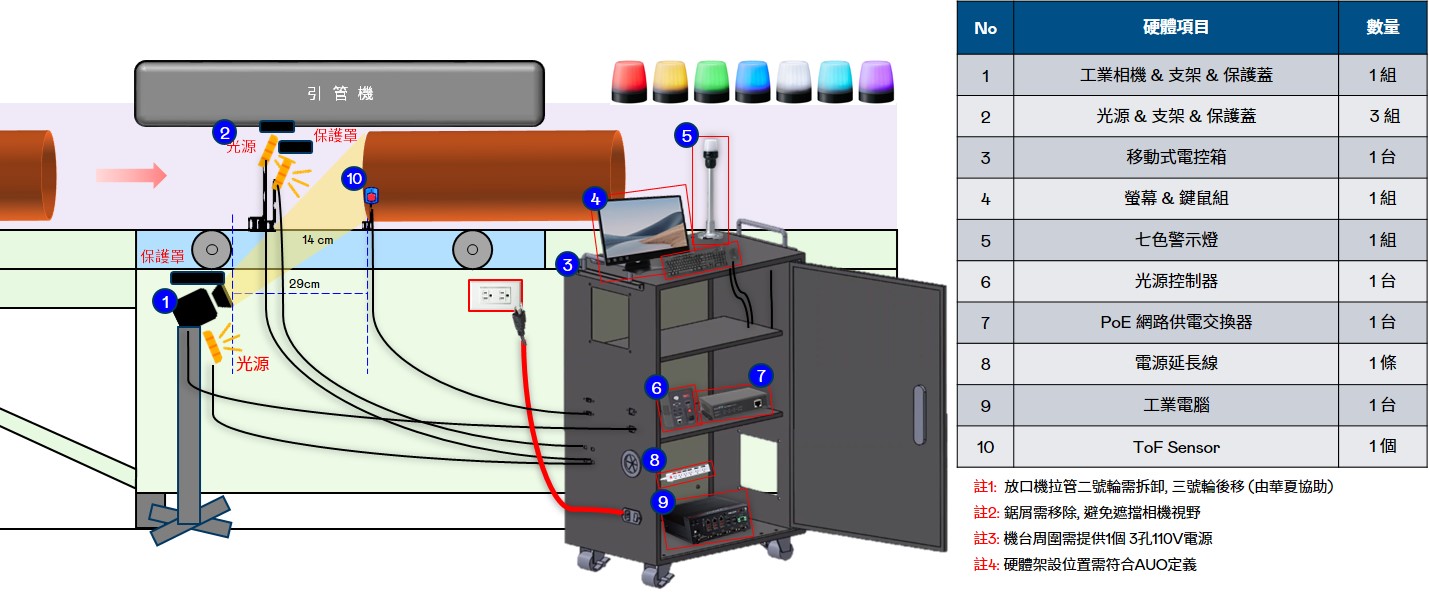 引管機
2
光源
保護罩
10
14 cm
保護罩
29cm
1
光源
5
4
3
6
7
8
9
No 硬體項目 數量
1 工業相機 & 支架 & 保護蓋 1組
2 光源 & 支架 & 保護蓋 3組
3 移動式電控箱 1台
4 螢幕 & 鍵鼠組 1組
5 七色警示燈 1組
6 光源控制器 1台
7 PoE 網路供電交換器 1台
8 電源延長線 1條
9 工業電腦 1台
10 ToF Sensor 1個
註1: 放口機拉管二號輪需拆卸, 三號輪後移 (由華夏協助)
註2: 鋸屑需移除, 避免遮擋相機視野
註3: 機台周圍需提供1個 3孔110V電源
註4: 硬體架設位置需符合AUO定義